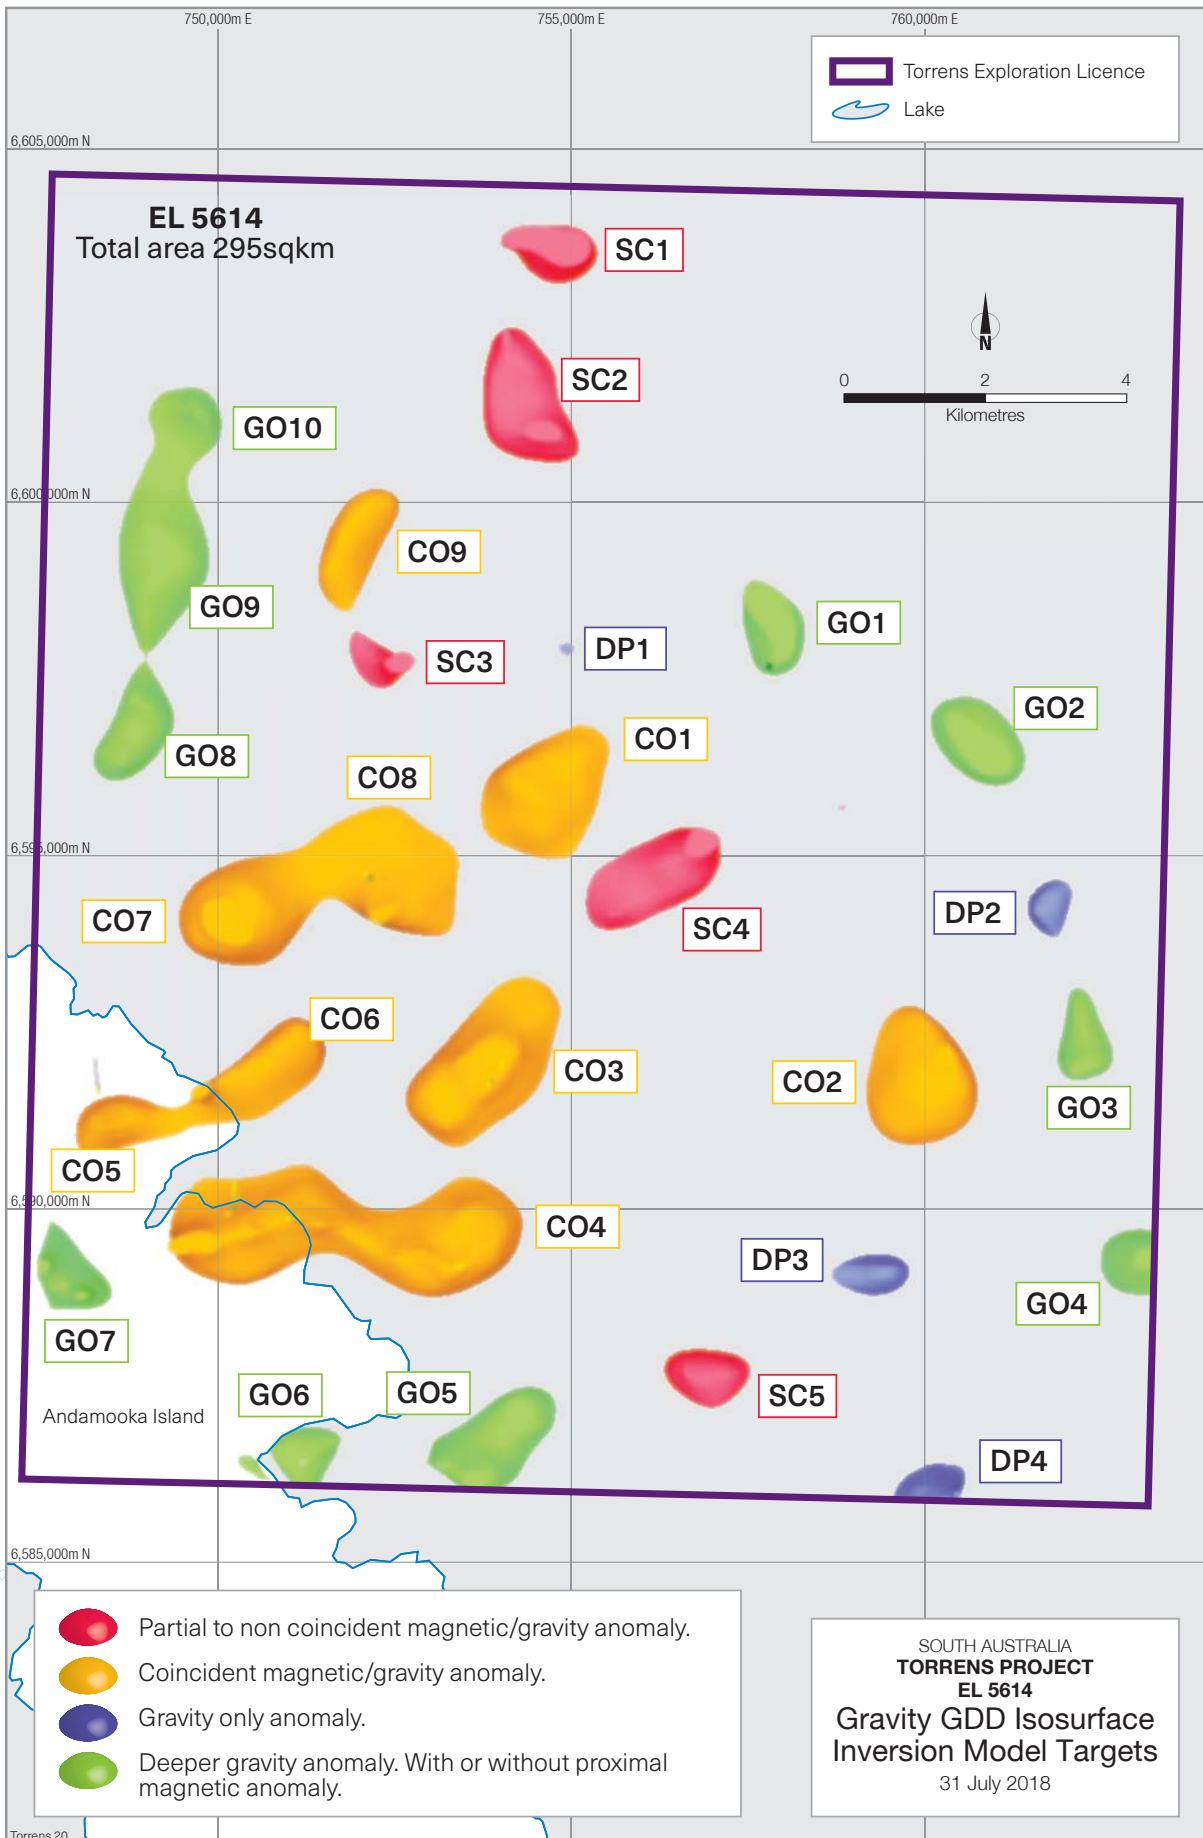 750,000m E
755,000m E
760,000m E
Torrens Exploration Licence
Lake
6,605,000m N
EL 5614
Total area 295sqkm
SC1
N
SC2
0 2 4
Kilometres
GO10
6,600,000m N
CO9
GO9
GO1
DP1
SC3
GO2
CO1
GO8
CO8
6,595,000m N
DP2
CO7
SC4
CO6
CO3
CO2
GO3
CO5
6,590,000m N
CO4
DP3
GO4
GO7
GO6
GO5
SC5
Andamooka Island
DP4
6,585,000m N
Partial to non coincident magnetic/gravity anomaly.
Coincident magnetic/gravity anomaly.
Gravity only anomaly.
Deeper gravity anomaly. With or without proximal
magnetic anomaly.
SOUTH AUSTRALIA
TORRENS PROJECT
EL 5614
Gravity GDD Isosurface
Inversion Model Targets
31 July 2018
Torrens 20